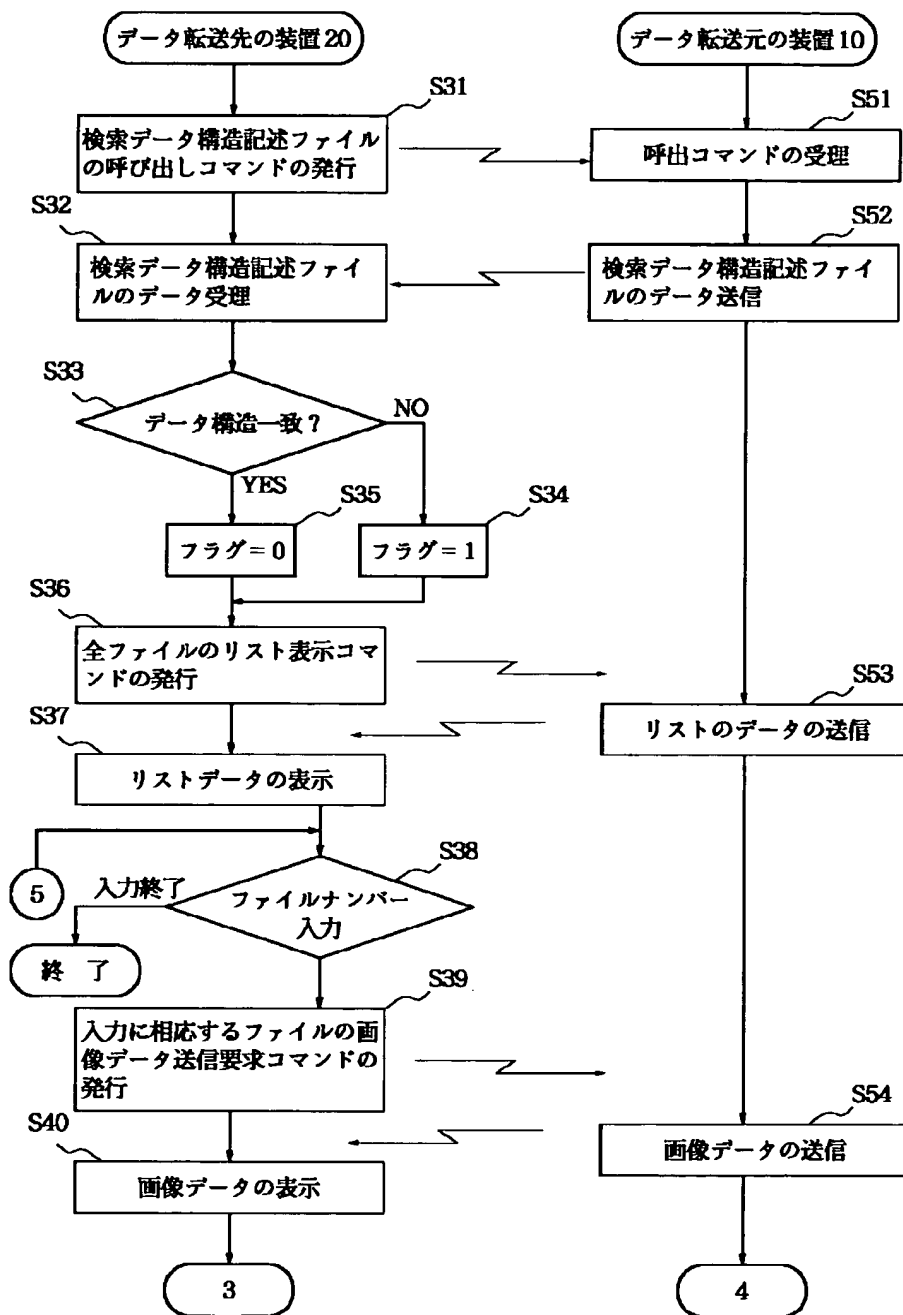 データ転送先の装置20
データ転送元の装置10
S31
検索データ構造記述ファイル
の呼び出しコマンドの発行
S51
呼出コマンドの受理
S32
検索データ構造記述ファイ
ルのデータ受理
S52
検索データ構造記述ファイ
ルのデータ送信
S33
データ構造一致?
NO
YES
S35
フラグ=0
S34
フラグ=1
S36
全ファイルのリスト表示コマ
ンドの発行
S53
リストのデータの送信
S37
リストデータの表示
5
S38
ファイルナンバー
入力
入力終了
終 了
S39
入力に相応するファイルの画
像データ送信要求コマンドの
発行
S54
画像データの送信
S40
画像データの表示
3
4